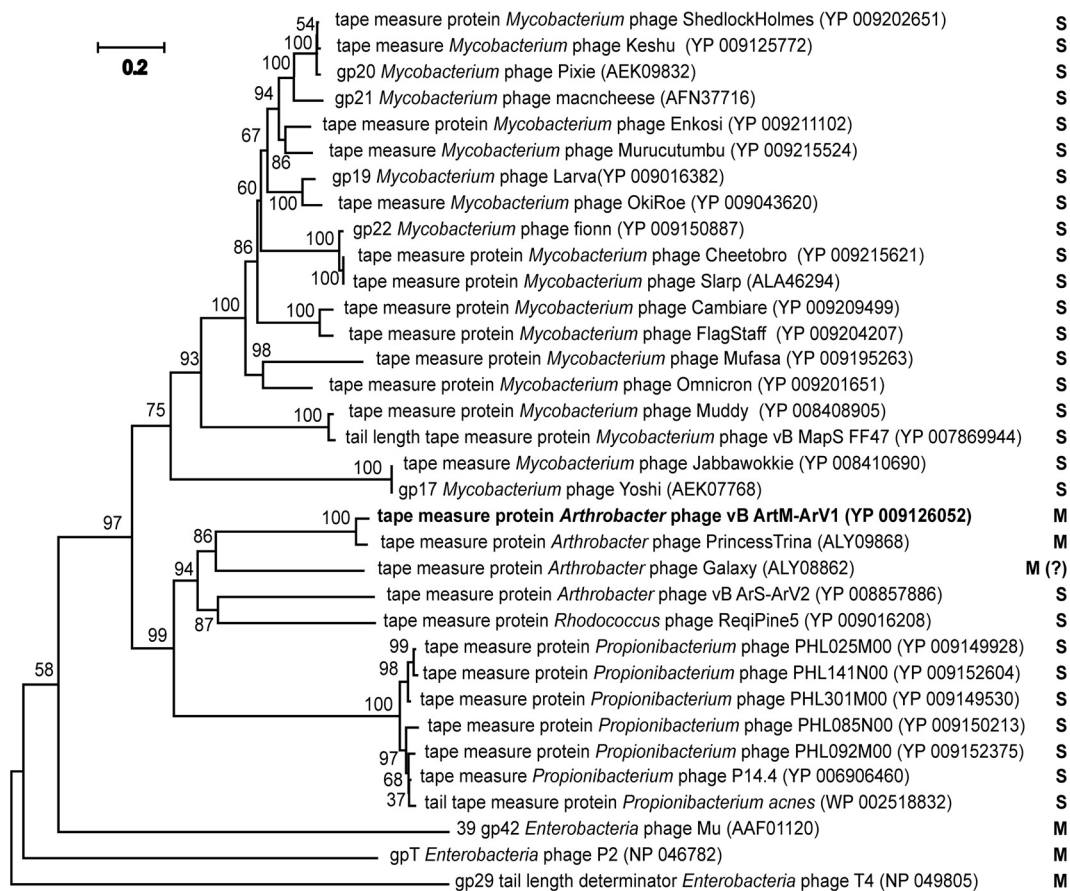 0.2
54
tape measure protein Mycobacterium phage ShedlockHolmes (YP 009202651) S
100
tape measure Mycobacterium phage Keshu (YP 009125772) S
100
gp20 Mycobacterium phage Pixie (AEK09832) S
94
gp21 Mycobacterium phage macncheese (AFN37716) S
tape measure protein Mycobacterium phage Enkosi (YP 009211102) S
67
86
tape measure Mycobacterium phage Murucutumbu (YP 009215524) S
gp19 Mycobacterium phage Larva(YP 009016382) S
60
100
tape measure Mycobacterium phage OkiRoe (YP 009043620) S
gp22 Mycobacterium phage fionn (YP 009150887) S
100
86
tape measure protein Mycobacterium phage Cheetobro (YP 009215621) S
100
tape measure protein Mycobacterium phage Slarp (ALA46294) S
100
100
tape measure protein Mycobacterium phage Cambiare (YP 009209499) S
tape measure protein Mycobacterium phage FlagStaff (YP 009204207) S
93
98
tape measure protein Mycobacterium phage Mufasa (YP 009195263) S
tape measure protein Mycobacterium phage Omnicron (YP 009201651) S
75
100
tape measure protein Mycobacterium phage Muddy (YP 008408905) S
tail length tape measure protein Mycobacterium phage vB MapS FF47 (YP 007869944) S
100
tape measure Mycobacterium phage Jabbawokkie (YP 008410690) S
gp17 Mycobacterium phage Yoshi (AEK07768) S
97
100
tape measure protein Arthrobacter phage vB ArtM-ArV1 (YP 009126052) M
86
tape measure protein Arthrobacter phage PrincessTrina (ALY09868) M
94
tape measure protein Arthrobacter phage Galaxy (ALY08862) M (?)
tape measure protein Arthrobacter phage vB ArS-ArV2 (YP 008857886) S
87
tape measure protein Rhodococcus phage ReqiPine5 (YP 009016208) S
99
99
tape measure protein Propionibacterium phage PHL025M00 (YP 009149928) S
98
tape measure protein Propionibacterium phage PHL141N00 (YP 009152604) S
58
100
tape measure protein Propionibacterium phage PHL301M00 (YP 009149530) S
tape measure protein Propionibacterium phage PHL085N00 (YP 009150213) S
97
tape measure protein Propionibacterium phage PHL092M00 (YP 009152375) S
68
tape measure Propionibacterium phage P14.4 (YP 006906460) S
37
tail tape measure protein Propionibacterium acnes (WP 002518832) S
39 gp42 Enterobacteria phage Mu (AAF01120) M
gpT Enterobacteria phage P2 (NP 046782) M
gp29 tail length determinator Enterobacteria phage T4 (NP 049805) M